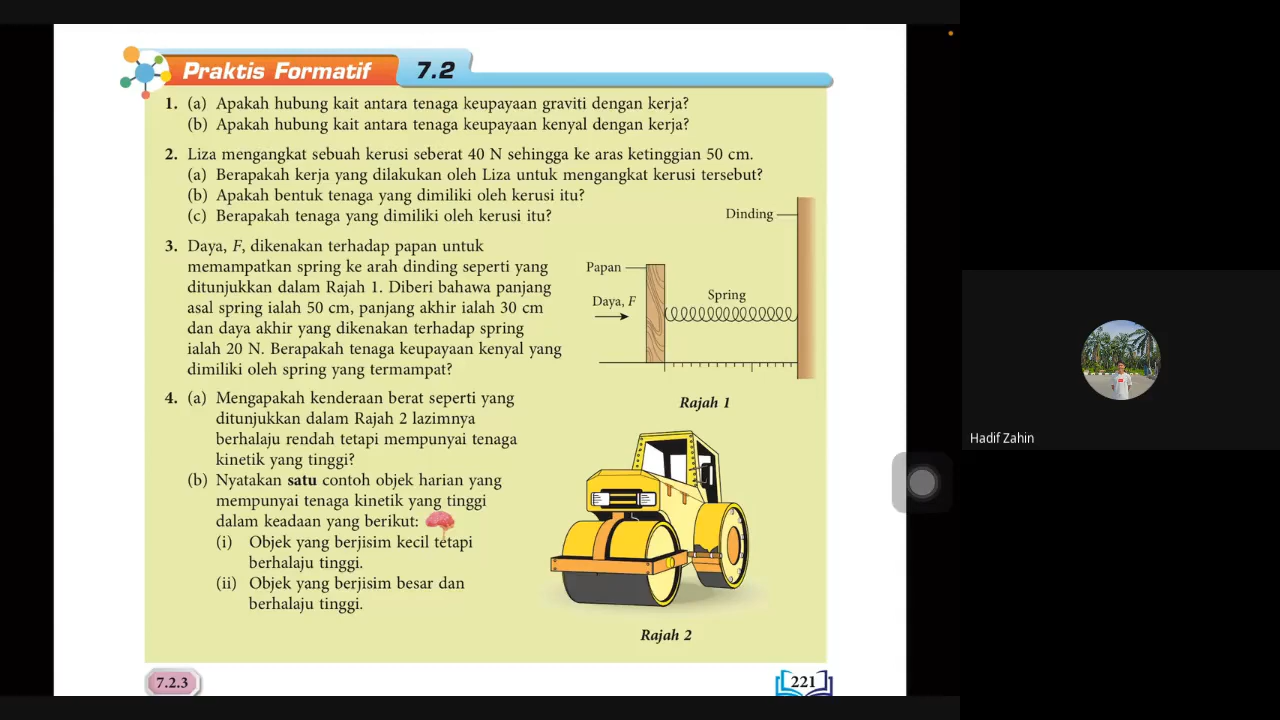 Praktis Formatif 7.2
1. (a) Apakah hubung kait antara tenaga keupayaan graviti dengan kerja?
(b) Apakah hubung kait antara tenaga keupayaan kenyal dengan kerja?
2. Liza mengangkat sebuah kerusi seberat 40 N sehingga ke aras ketinggian 50 cm.
(a) Berapakah kerja yang dilakukan oleh Liza untuk mengangkat kerusi tersebut?
(b) Apakah bentuk tenaga yang dimiliki oleh kerusi itu?
(c) Berapakah tenaga yang dimiliki oleh kerusi itu?
3. Daya, F, dikenakan terhadap papan untuk
memampatkan spring ke arah dinding seperti yang
ditunjukkan dalam Rajah 1. Diberi bahawa panjang
asal spring ialah 50 cm, panjang akhir ialah 30 cm
dan daya akhir yang dikenakan terhadap spring
ialah 20 N. Berapakah tenaga keupayaan kenyal yang
dimiliki oleh spring yang termampat?
Dinding
Papan
Daya, F
Spring
Rajah 1
4. (a) Mengapakah kenderaan berat seperti yang
ditunjukkan dalam Rajah 2 lazimnya
berhalaju rendah tetapi mempunyai tenaga
kinetik yang tinggi?
(b) Nyatakan satu contoh objek harian yang
mempunyai tenaga kinetik yang tinggi
dalam keadaan yang berikut:
(i) Objek yang berjisim kecil tetapi
berhalaju tinggi.
(ii) Objek yang berjisim besar dan
berhalaju tinggi.
Rajah 2
7.2.3
221
Hadif Zahin